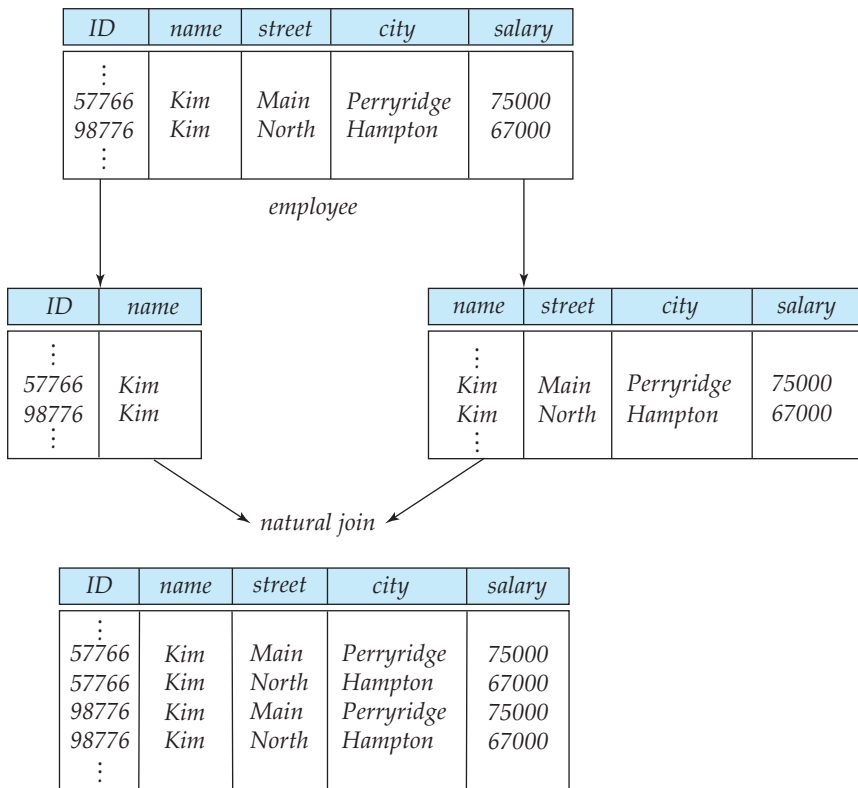 ID name street city salary
⋮
57766 Kim Main Perryridge 75000
98776 Kim North Hampton 67000
⋮
employee
ID name
⋮
57766 Kim
98776 Kim
⋮
name street city salary
⋮
Kim Main Perryridge 75000
Kim North Hampton 67000
⋮
natural join
ID name street city salary
⋮
57766 Kim Main Perryridge 75000
57766 Kim North Hampton 67000
98776 Kim Main Perryridge 75000
98776 Kim North Hampton 67000
⋮